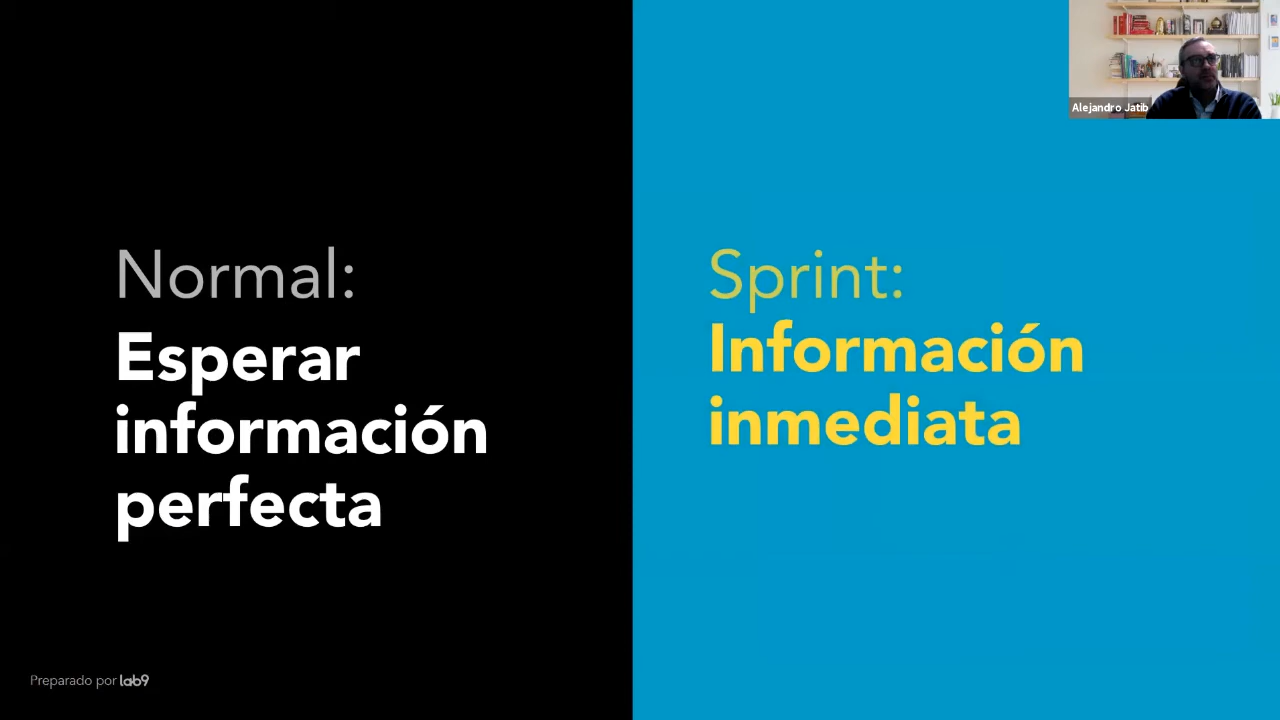 Normal:
Esperar
información
perfecta
Sprint:
Información
inmediata
Alejandro Jatib
Preparado por lab9